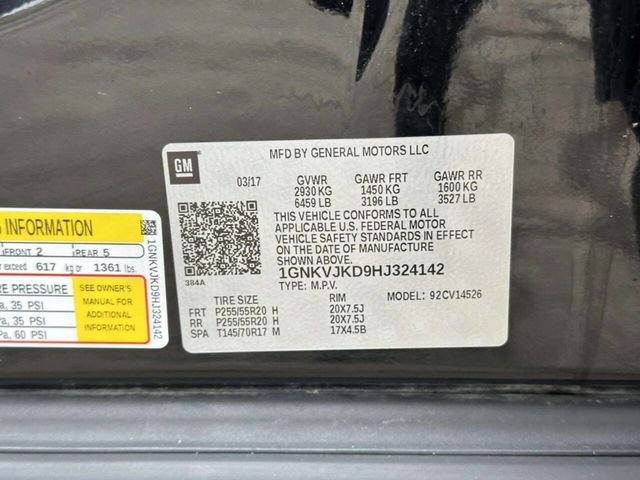 GM
MFD BY GENERAL MOTORS LLC
03/17
GVWR GAWR FRT GAWR RR
2930 KG 1450 KG 1600 KG
6459 LB 3196 LB 3527 LB
THIS VEHICLE CONFORMS TO ALL
APPLICABLE U.S. FEDERAL MOTOR
VEHICLE SAFETY STANDARDS IN EFFECT
ON THE DATE OF MANUFACTURE
SHOWN ABOVE.
1GNKVJKD9HJ324142
384A
TYPE: M.P.V. MODEL: 92CV14526
TIRE SIZE RIM
FRT P255/55R20 H 20X7.5J
RR P255/55R20 H 20X7.5J
SPA T145/70R17 M 17X4.5B
INFORMATION
FRONT 2 REAR 5
exceed 617 kg or 1361 lbs.
PRESSURE
35 PSI
35 PSI
60 PSI
SEE OWNER'S
MANUAL FOR
ADDITIONAL
INFORMATION
1GNKVJKD9HJ324142